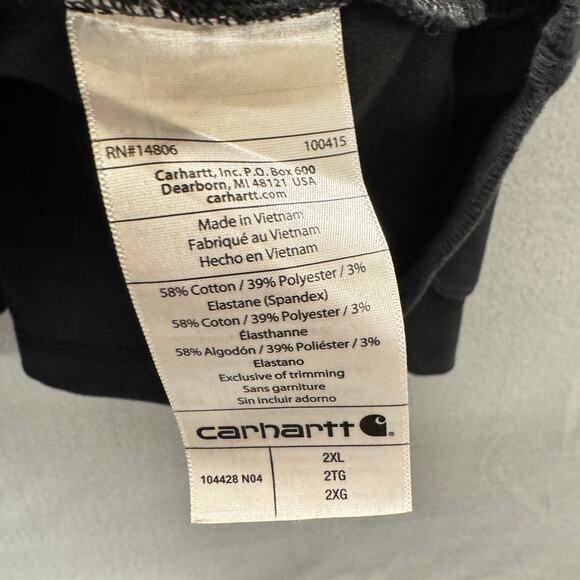 RN#14806 100415
Carhartt, Inc. P.O. Box 600
Dearborn, MI 48121 USA
carhartt.com
Made in Vietnam
Fabriqué au Vietnam
Hecho en Vietnam
58% Cotton / 39% Polyester / 3%
Elastane (Spandex)
58% Coton / 39% Polyester / 3%
Élasthanne
58% Algodón / 39% Poliéster / 3%
Elastano
Exclusive of trimming
Sans garniture
Sin incluir adorno
carhartt ®
104428 N04
2XL
2TG
2XG